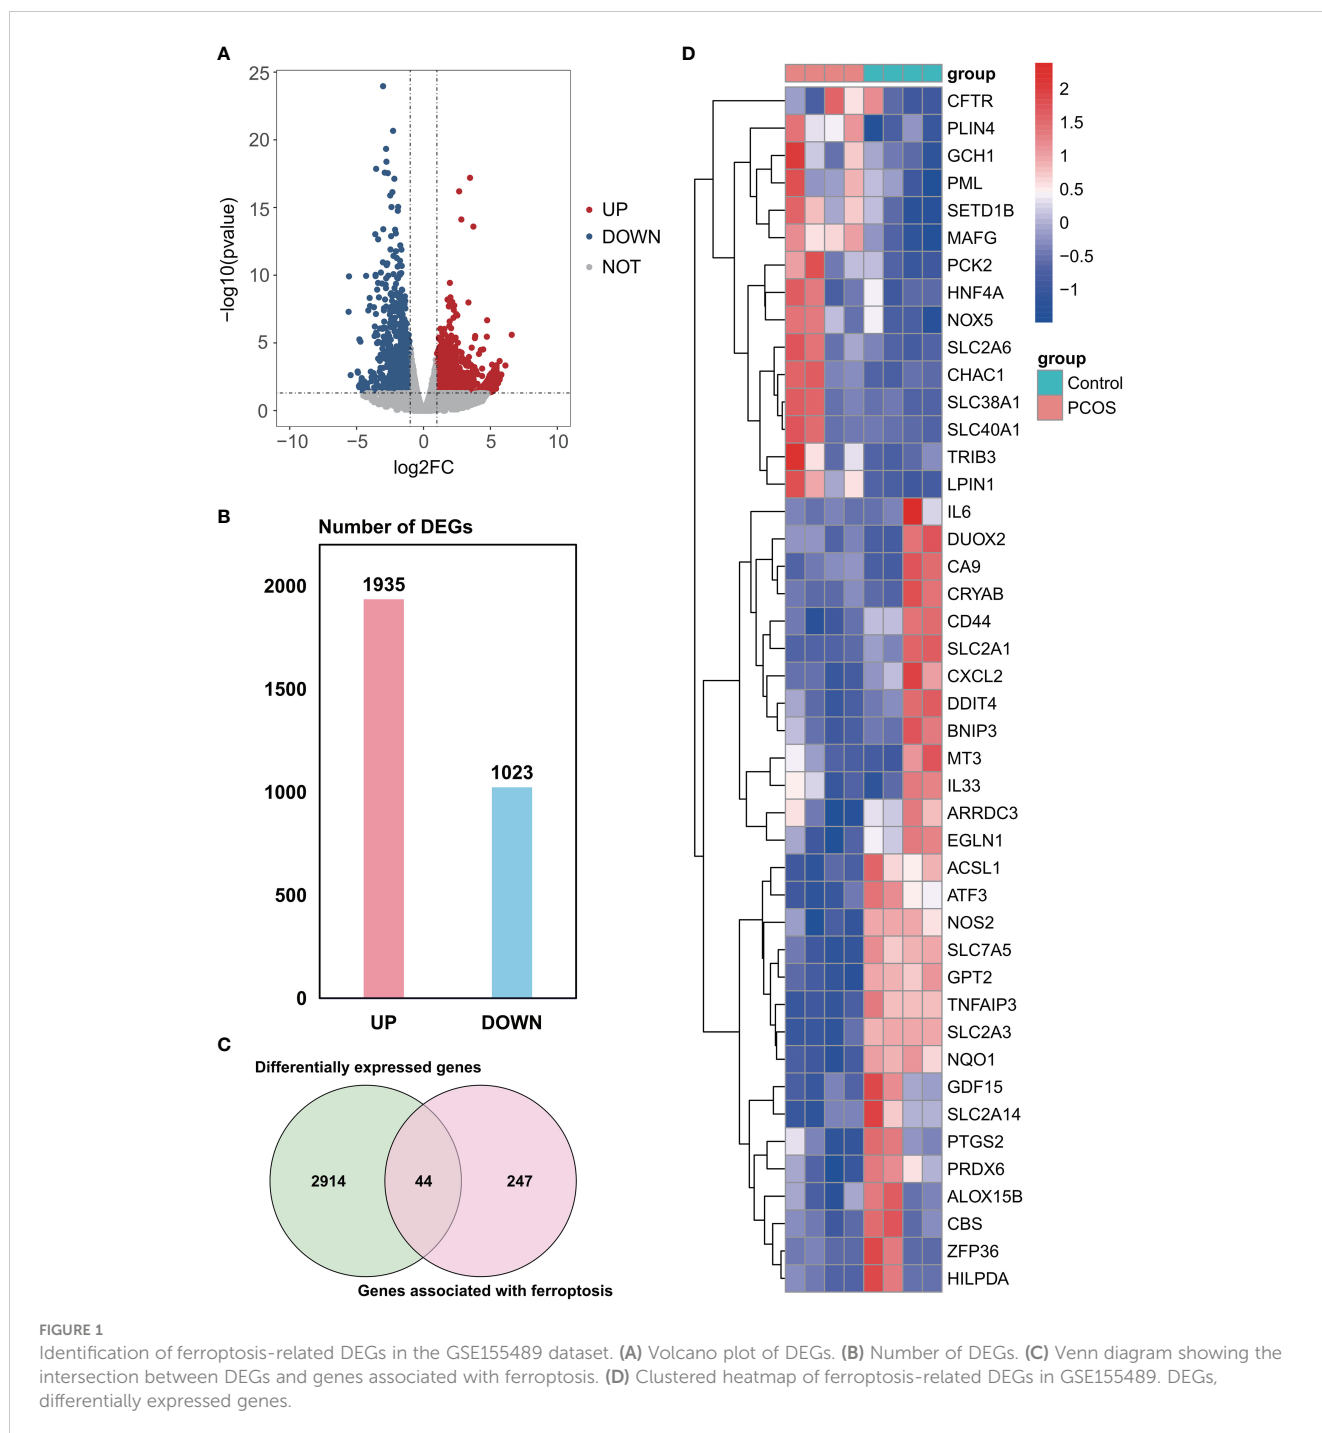 A
25
20
15
10
5
0
−log10(pvalue)
−10
−5
0
5
10
log2FC
UP
DOWN
NOT
B
Number of DEGs
2000
1500
1000
500
0
1935
1023
UP
DOWN
C
Differentially expressed genes
2914
44
247
Genes associated with ferroptosis
D
group
CFTR
PLIN4
GCH1
PML
SETD1B
MAFG
PCK2
HNF4A
NOX5
SLC2A6
CHAC1
SLC38A1
SLC40A1
TRIB3
LPIN1
IL6
DUOX2
CA9
CRYAB
CD44
SLC2A1
CXCL2
DDIT4
BNIP3
MT3
IL33
ARRDC3
EGLN1
ACSL1
ATF3
NOS2
SLC7A5
GPT2
TNFAIP3
SLC2A3
NQO1
GDF15
SLC2A14
PTGS2
PRDX6
ALOX15B
CBS
ZFP36
HILPDA
2
1.5
1
0.5
0
−0.5
−1
group
Control
PCOS
FIGURE 1
Identification of ferroptosis-related DEGs in the GSE155489 dataset. (A) Volcano plot of DEGs. (B) Number of DEGs. (C) Venn diagram showing the
intersection between DEGs and genes associated with ferroptosis. (D) Clustered heatmap of ferroptosis-related DEGs in GSE155489. DEGs,
differentially expressed genes.